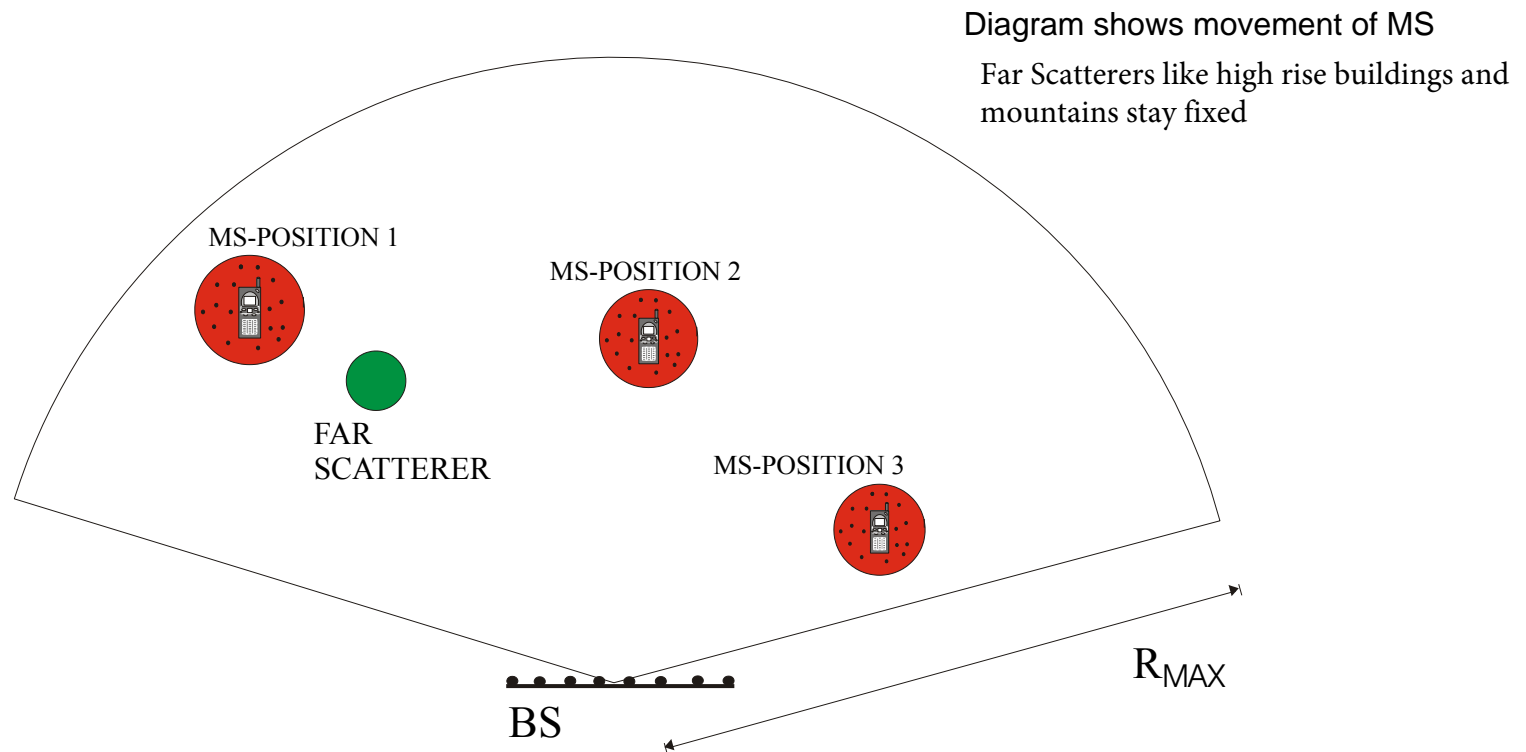 Diagram shows movement of MS
Far Scatterers like high rise buildings and
mountains stay fixed
MS-POSITION 1
MS-POSITION 2
FAR
SCATTERER
MS-POSITION 3
RMAX
BS